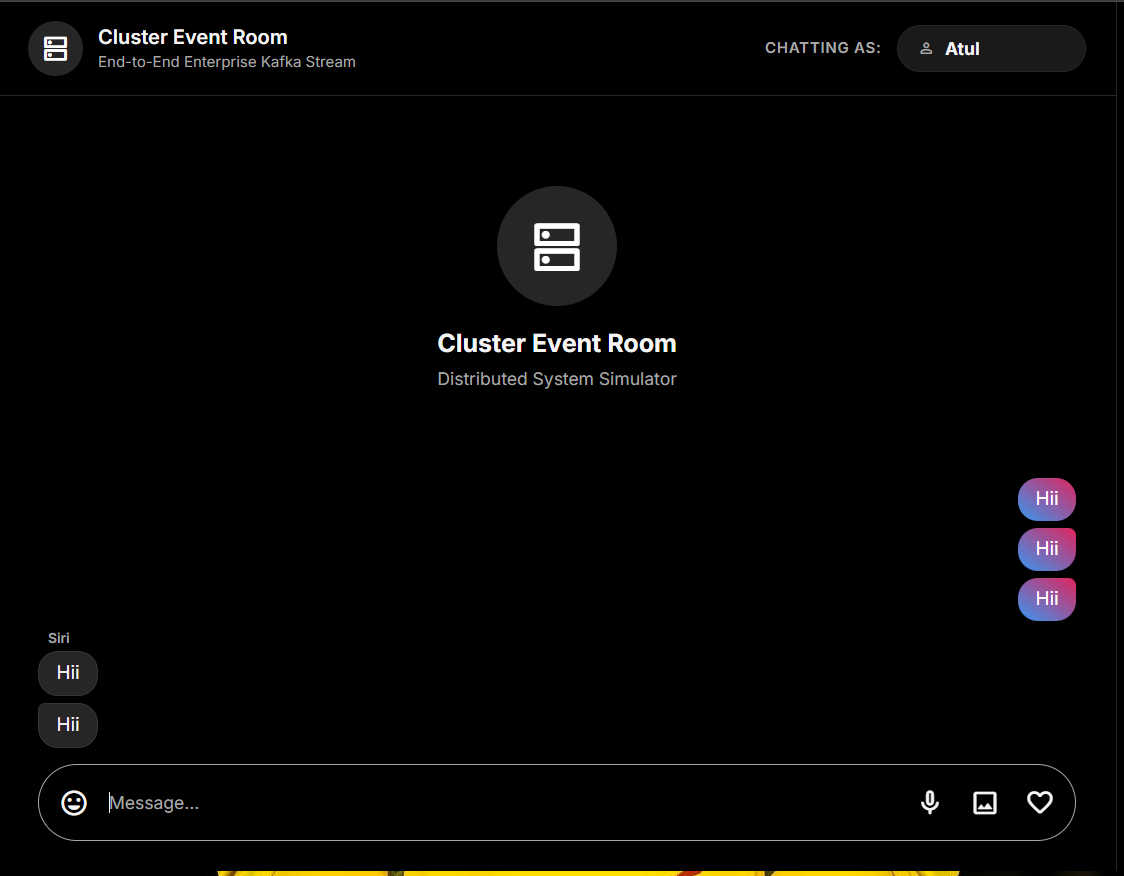 Cluster Event Room
End-to-End Enterprise Kafka Stream
CHATTING AS:
Atul
Cluster Event Room
Distributed System Simulator
Hii
Hii
Hii
Siri
Hii
Hii
Message...